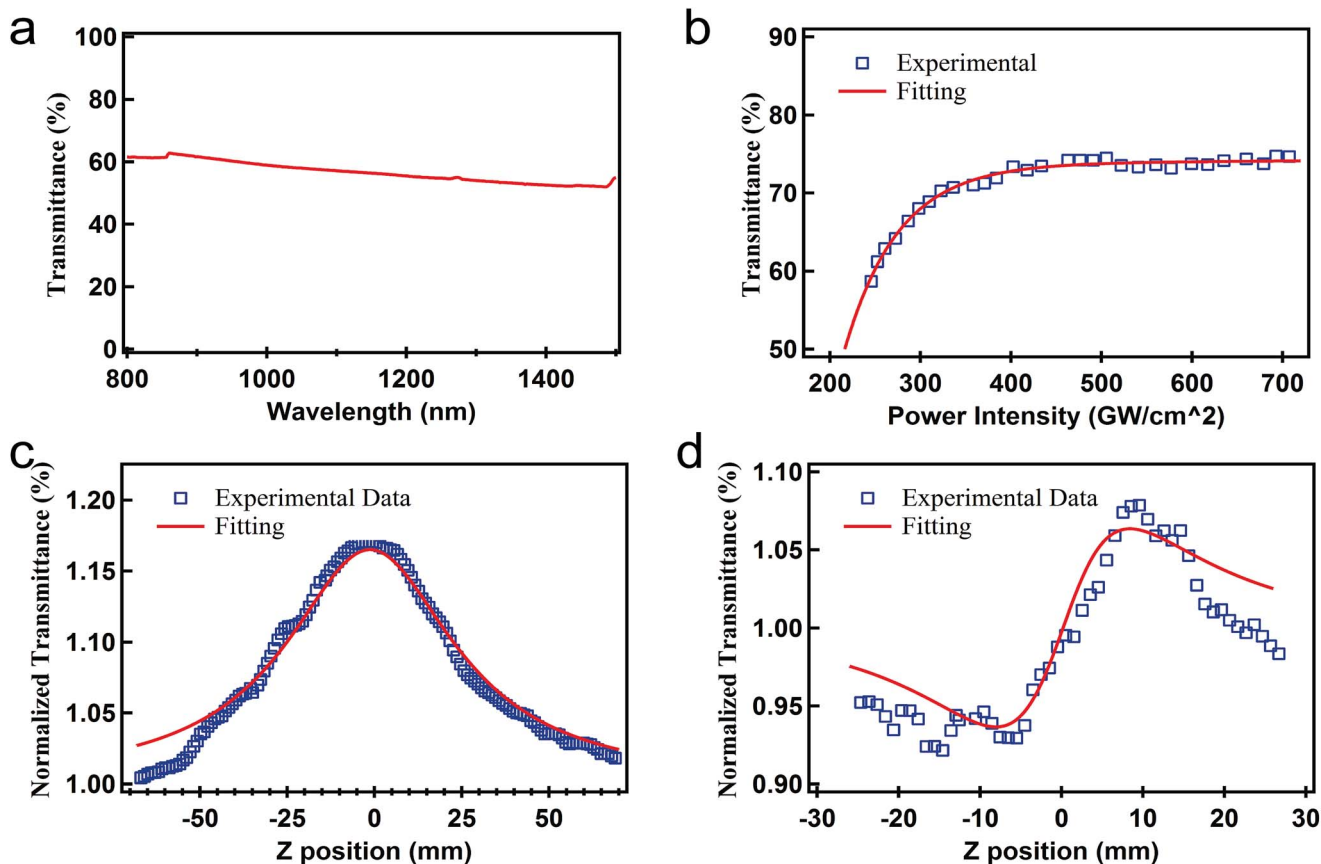 a
100
80
60
40
20
0
Transmittance (%)
800
1000
1200
1400
Wavelength (nm)
b
90
80
70
60
50
Transmittance (%)
Experimental
Fitting
200
300
400
500
600
700
Power Intensity (GW/cm^2)
c
1.20
1.15
1.10
1.05
1.00
Normalized Transmittance (%)
Experimental Data
Fitting
-50
-25
0
25
50
Z position (mm)
d
1.10
1.05
1.00
0.95
0.90
Normalized Transmittance (%)
Experimental Data
Fitting
-30
-20
-10
0
10
20
30
Z position (mm)